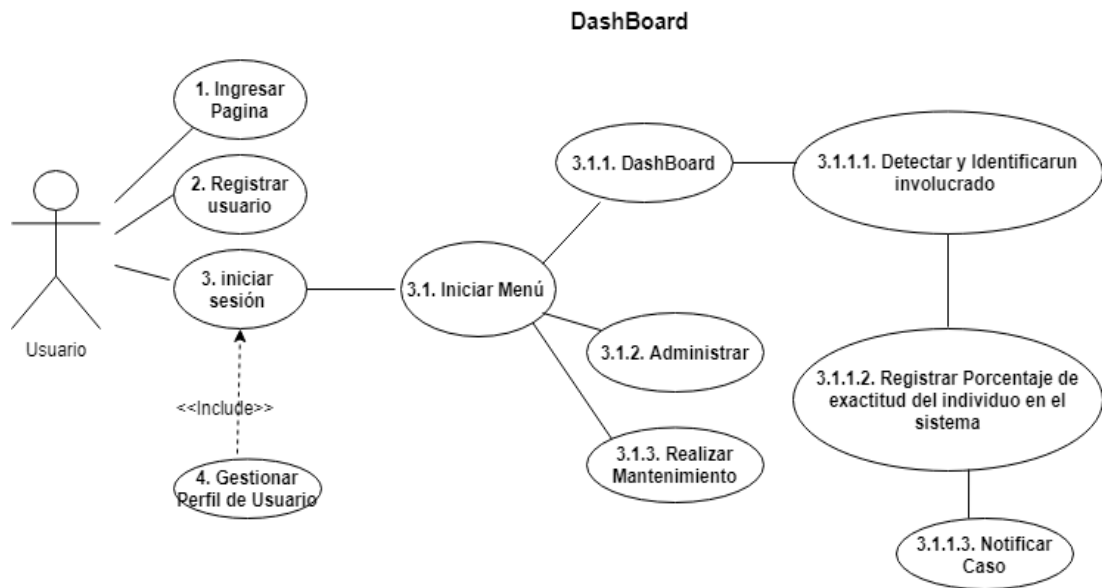 DashBoard
1. Ingresar
Pagina
2. Registrar
usuario
3. iniciar
sesión
Usuario
<<Include>>
4. Gestionar
Perfil de Usuario
3.1. Iniciar Menú
3.1.1. DashBoard
3.1.2. Administrar
3.1.3. Realizar
Mantenimiento
3.1.1.1. Detectar y Identificarun
involucrado
3.1.1.2. Registrar Porcentaje de
exactitud del individuo en el
sistema
3.1.1.3. Notificar
Caso